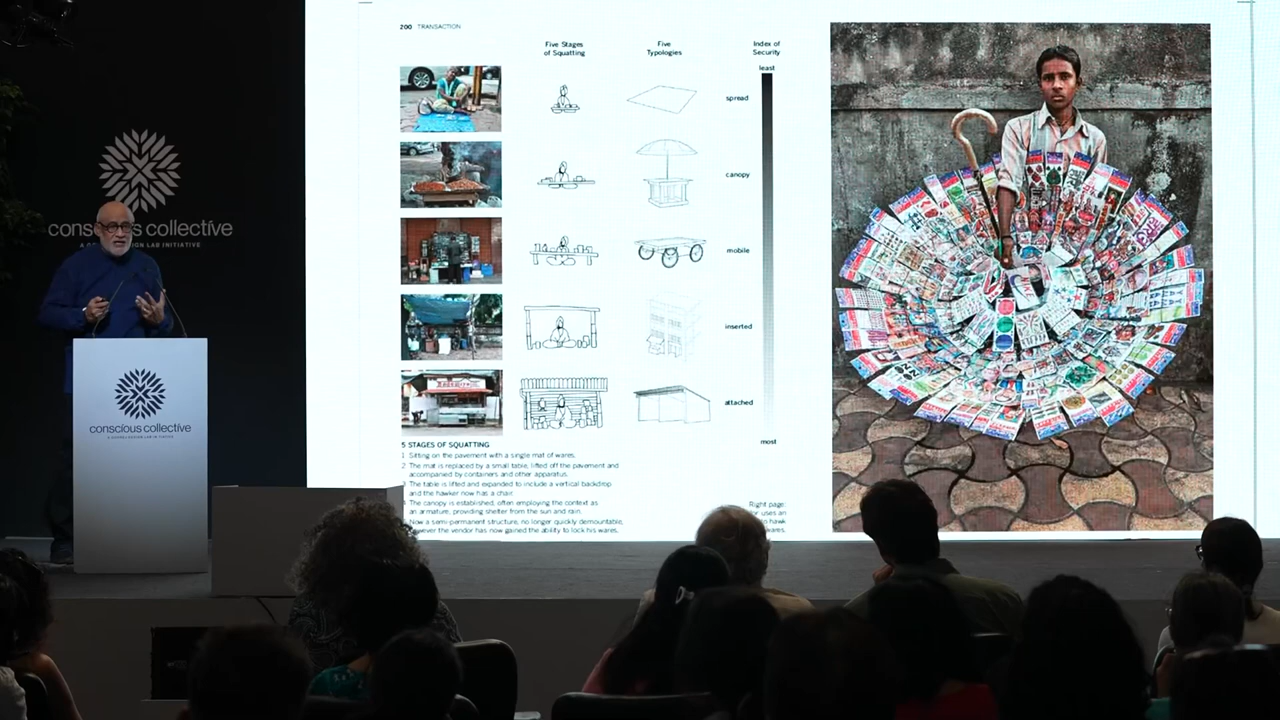 200 TRANSACTION
Five Stages
of Squatting
Five
Typologies
Index of
Security
least
spread
canopy
mobile
inserted
attached
most
5 STAGES OF SQUATTING
1 Sitting on the pavement with a single mat of wares.
2 The mat is replaced by a small table, lifted off the pavement and
accompanied by containers and other apparatus.
The table is lifted and expanded to include a vertical backdrop
and the hawker now has a chair.
The canopy is established, often employing the context as
an armature, providing shelter from the sun and rain.
Now a semi-permanent structure, no longer quickly demountable,
however the vendor has now gained the ability to lock his wares.
Right page:
uses an
hawk
wares.
conscious collective
conscious collective